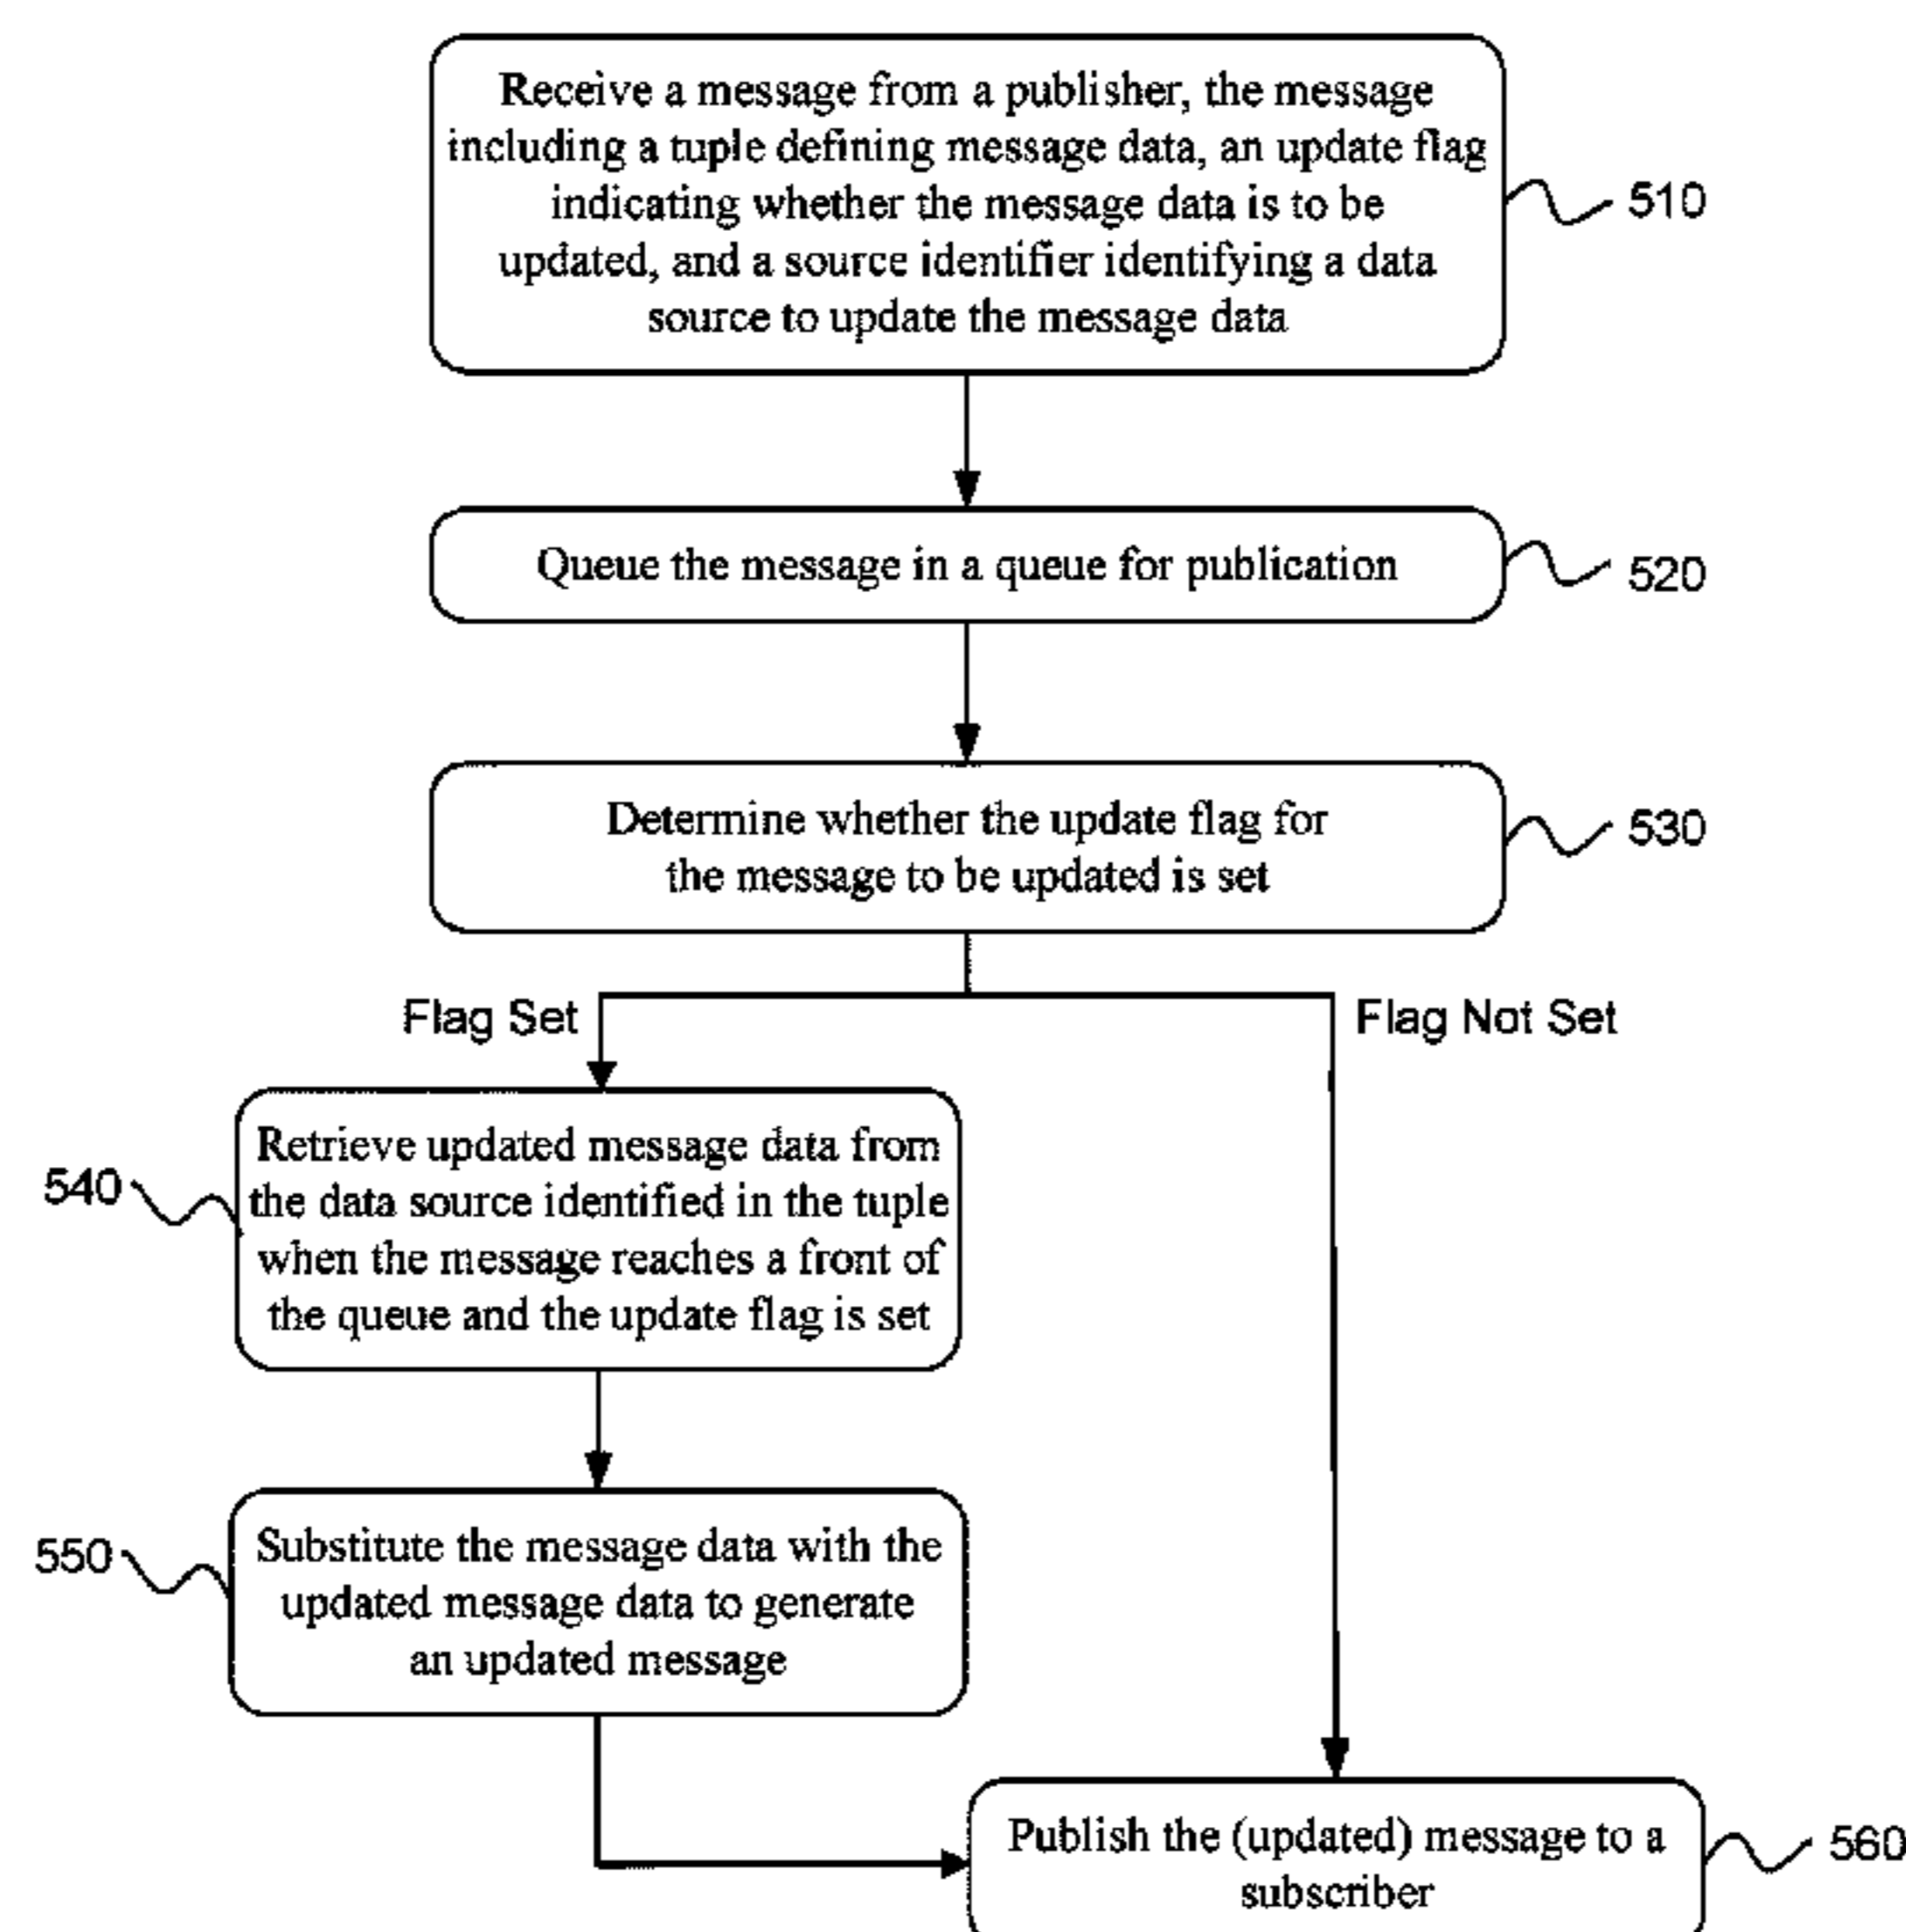 Receive a message from a publisher, the message
including a tuple defining message data, an update flag
indicating whether the message data is to be
updated, and a source identifier identifying a data
source to update the message data
510
Queue the message in a queue for publication
520
Determine whether the update flag for
the message to be updated is set
530
Flag Set
Flag Not Set
Retrieve updated message data from
the data source identified in the tuple
when the message reaches a front of
the queue and the update flag is set
540
Substitute the message data with the
updated message data to generate
an updated message
550
Publish the (updated) message to a
subscriber
560